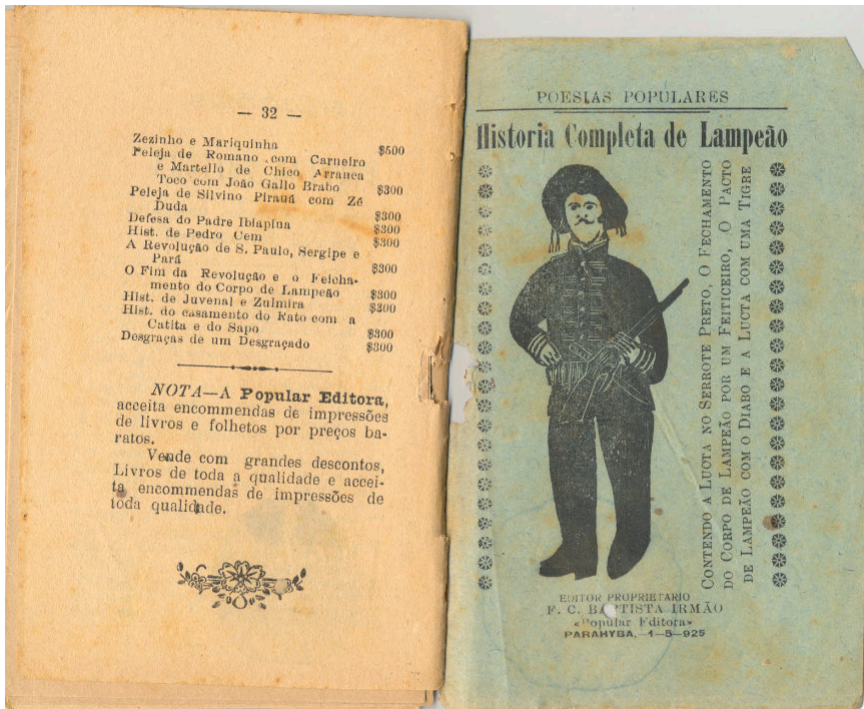 — 32 —
Zezinho e Mariquinha $500
Peleja de Romano com Carneiro
e Martello de Chico Arranca
Toco com João Gallo Brabo $300
Peleja de Silvino Pirauá com Zé
Duda $300
Defesa do Padre Ibiapina $300
Hist. de Pedro Cem $300
A Revolução de S. Paulo, Sergipe e
Pará $300
O Fim da Revolução e o Feicha-
mento do Corpo de Lampeão $300
Hist. de Juvenal e Zulmira $300
Hist. do casamento do Rato com a
Catita e do Sapo $300
Desgraças de um Desgraçado $300
NOTA—A Popular Editora,
acceita encommendas de impressões
de livros e folhetos por preços ba-
ratos.
Vende com grandes descontos,
Livros de toda a qualidade e accei-
ta encommendas de impressões de
toda qualidade.
POESIAS POPULARES
Historia Completa de Lampeão
CONTENDO A LUCTA NO SERROTE PRETO, O FECHAMENTO
DO CORPO DE LAMPEÃO POR UM FEITICEIRO, O PACTO
DE LAMPEÃO COM O DIABO E A LUCTA COM UMA TIGRE
EDITOR PROPRIETARIO
F. C. BAPTISTA IRMÃO
«Popular Editora»
PARAHYBA,—1—5—925